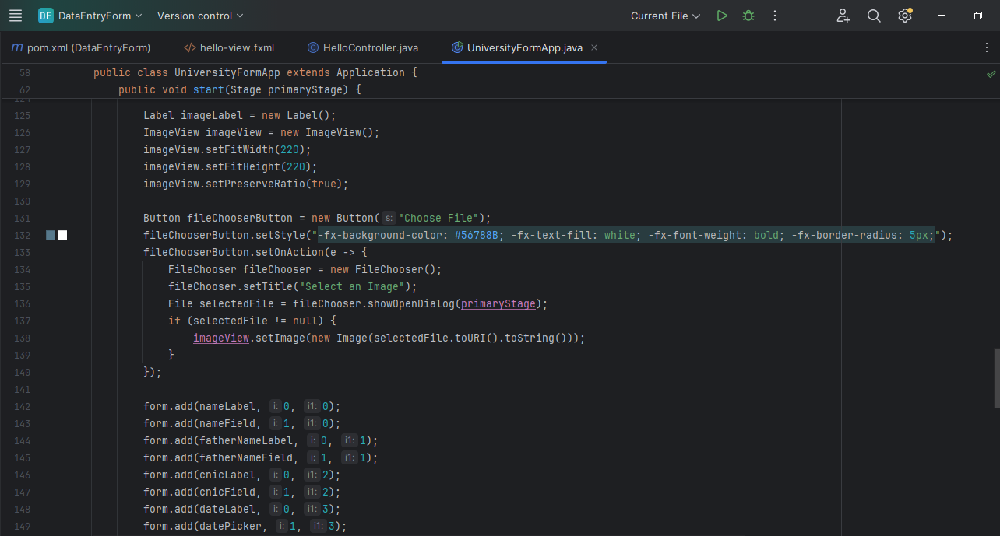 DE DataEntryForm Version control Current File
m pom.xml (DataEntryForm) </> hello-view.fxml C HelloController.java C UniversityFormApp.java
58 public class UniversityFormApp extends Application {
62 public void start(Stage primaryStage) {
124
125 Label imageLabel = new Label();
126 ImageView imageView = new ImageView();
127 imageView.setFitWidth(220);
128 imageView.setFitHeight(220);
129 imageView.setPreserveRatio(true);
130
131 Button fileChooserButton = new Button( s: "Choose File");
132 fileChooserButton.setStyle("-fx-background-color: #56788B; -fx-text-fill: white; -fx-font-weight: bold; -fx-border-radius: 5px;");
133 fileChooserButton.setOnAction(e -> {
134 FileChooser fileChooser = new FileChooser();
135 fileChooser.setTitle("Select an Image");
136 File selectedFile = fileChooser.showOpenDialog(primaryStage);
137 if (selectedFile != null) {
138 imageView.setImage(new Image(selectedFile.toURI().toString()));
139 }
140 });
141
142 form.add(nameLabel, i: 0, i1: 0);
143 form.add(nameField, i: 1, i1: 0);
144 form.add(fatherNameLabel, i: 0, i1: 1);
145 form.add(fatherNameField, i: 1, i1: 1);
146 form.add(cnicLabel, i: 0, i1: 2);
147 form.add(cnicField, i: 1, i1: 2);
148 form.add(dateLabel, i: 0, i1: 3);
149 form.add(datePicker, i: 1, i1: 3);